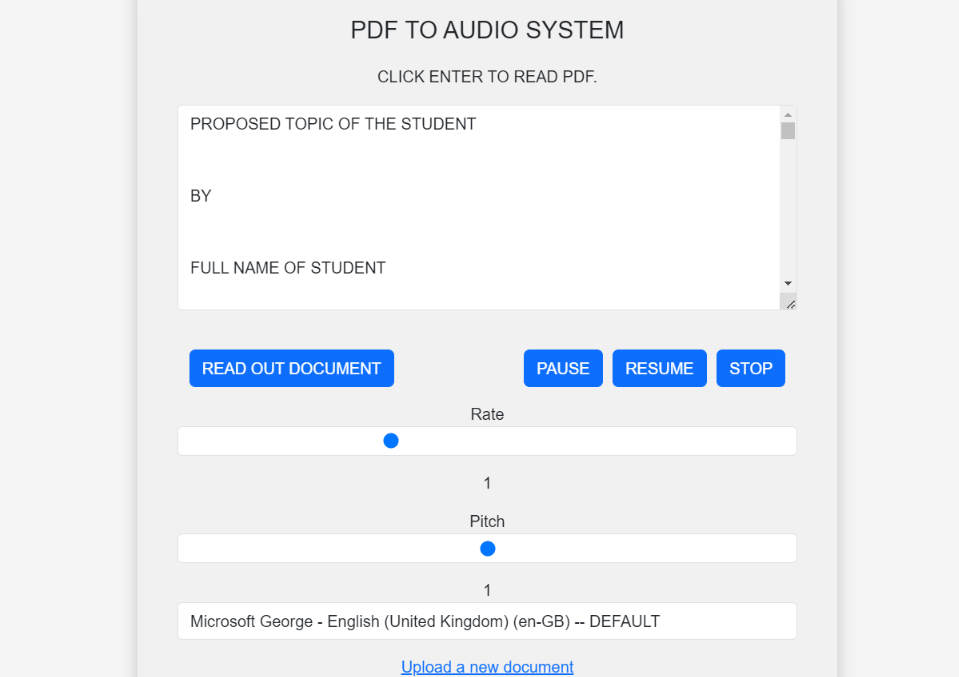 PDF TO AUDIO SYSTEM
CLICK ENTER TO READ PDF.
PROPOSED TOPIC OF THE STUDENT
BY
FULL NAME OF STUDENT
READ OUT DOCUMENT
PAUSE
RESUME
STOP
Rate
1
Pitch
1
Microsoft George - English (United Kingdom) (en-GB) -- DEFAULT
Upload a new document